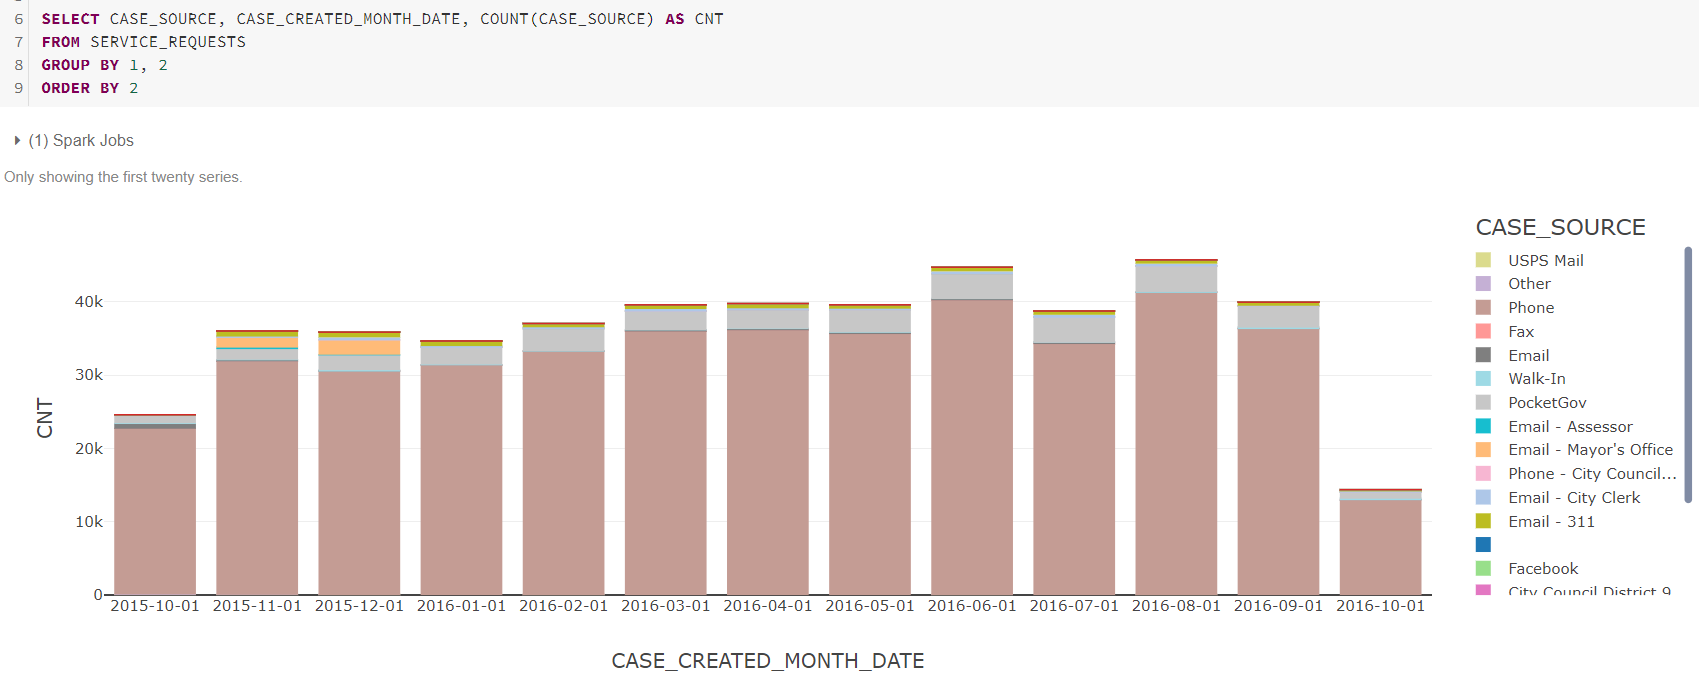 6 SELECT CASE_SOURCE, CASE_CREATED_MONTH_DATE, COUNT(CASE_SOURCE) AS CNT
7 FROM SERVICE_REQUESTS
8 GROUP BY 1, 2
9 ORDER BY 2
(1) Spark Jobs
Only showing the first twenty series.
CASE_SOURCE
USPS Mail
Other
Phone
Fax
Email
Walk-In
PocketGov
Email - Assessor
Email - Mayor's Office
Phone - City Council...
Email - City Clerk
Email - 311
Facebook
City Council District 9
CNT
40k
30k
20k
10k
0
2015-10-01 2015-11-01 2015-12-01 2016-01-01 2016-02-01 2016-03-01 2016-04-01 2016-05-01 2016-06-01 2016-07-01 2016-08-01 2016-09-01 2016-10-01
CASE_CREATED_MONTH_DATE